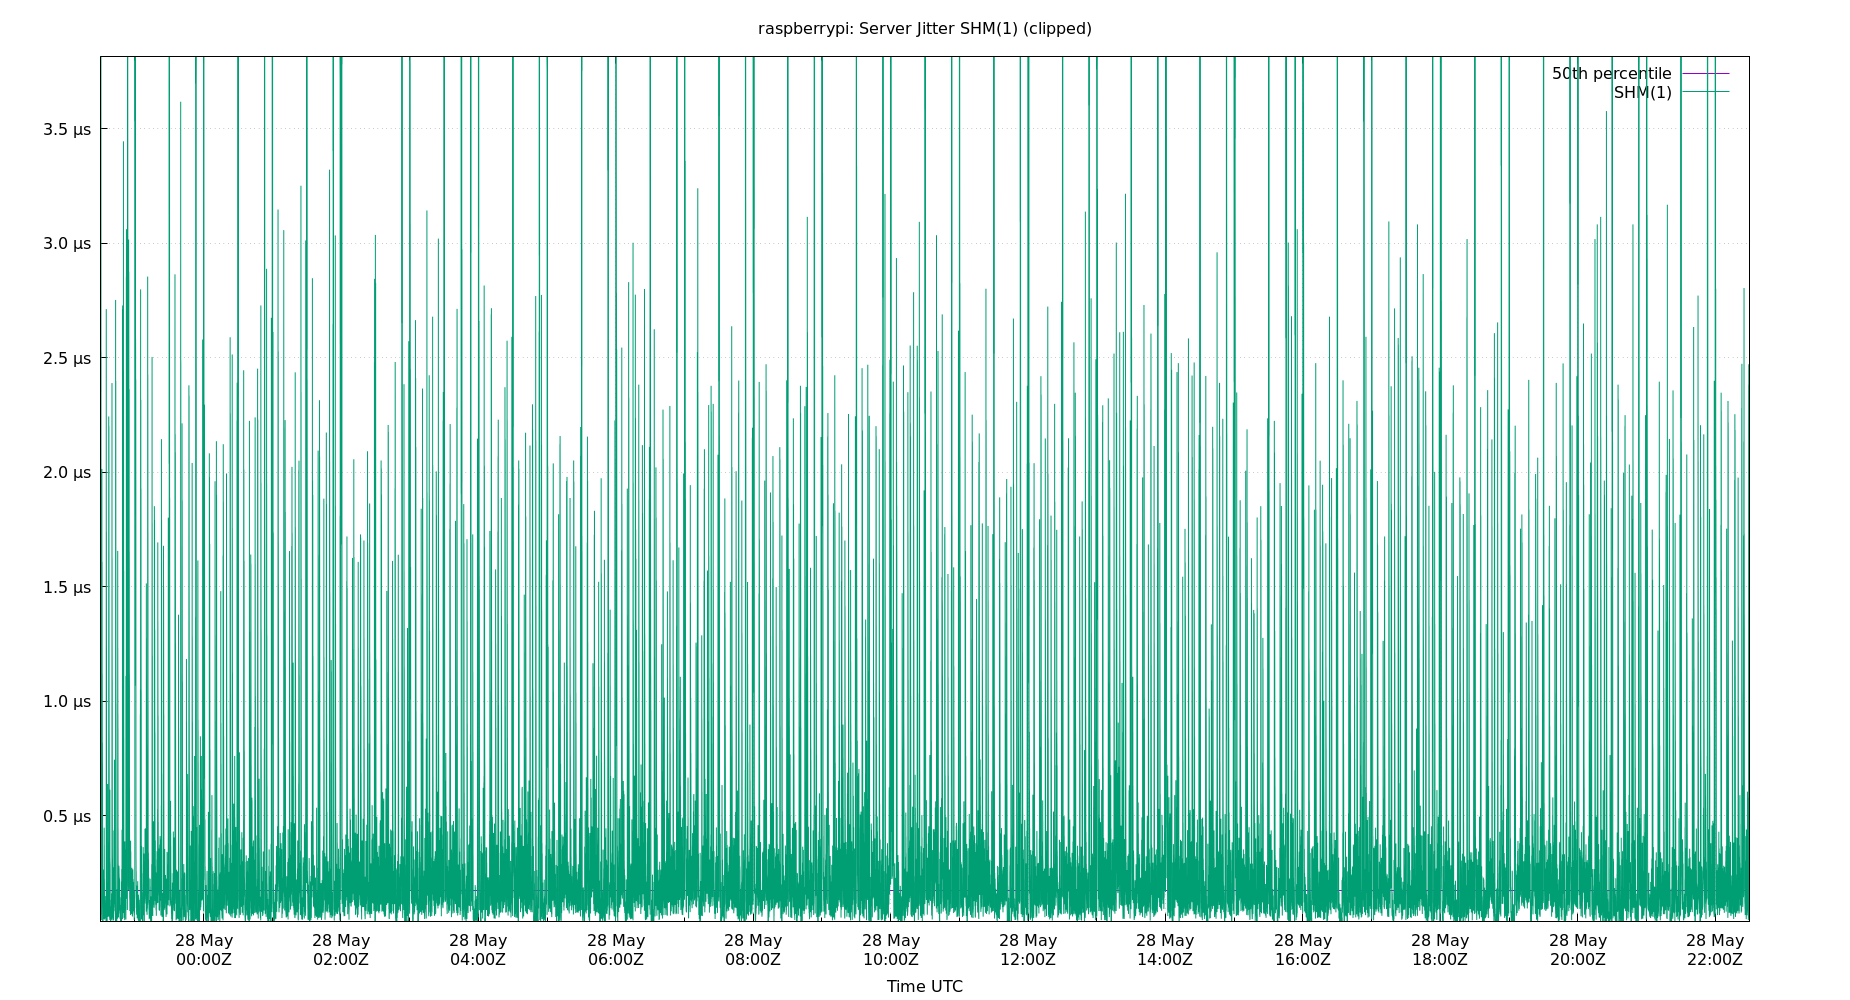 raspberrypi: Server Jitter SHM(1) (clipped)
50th percentile
SHM(1)
3.5 µs
3.0 µs
2.5 µs
2.0 µs
1.5 µs
1.0 µs
0.5 µs
28 May 28 May 28 May 28 May 28 May 28 May 28 May 28 May 28 May 28 May 28 May 28 May
00:00Z 02:00Z 04:00Z 06:00Z 08:00Z 10:00Z 12:00Z 14:00Z 16:00Z 18:00Z 20:00Z 22:00Z
Time UTC